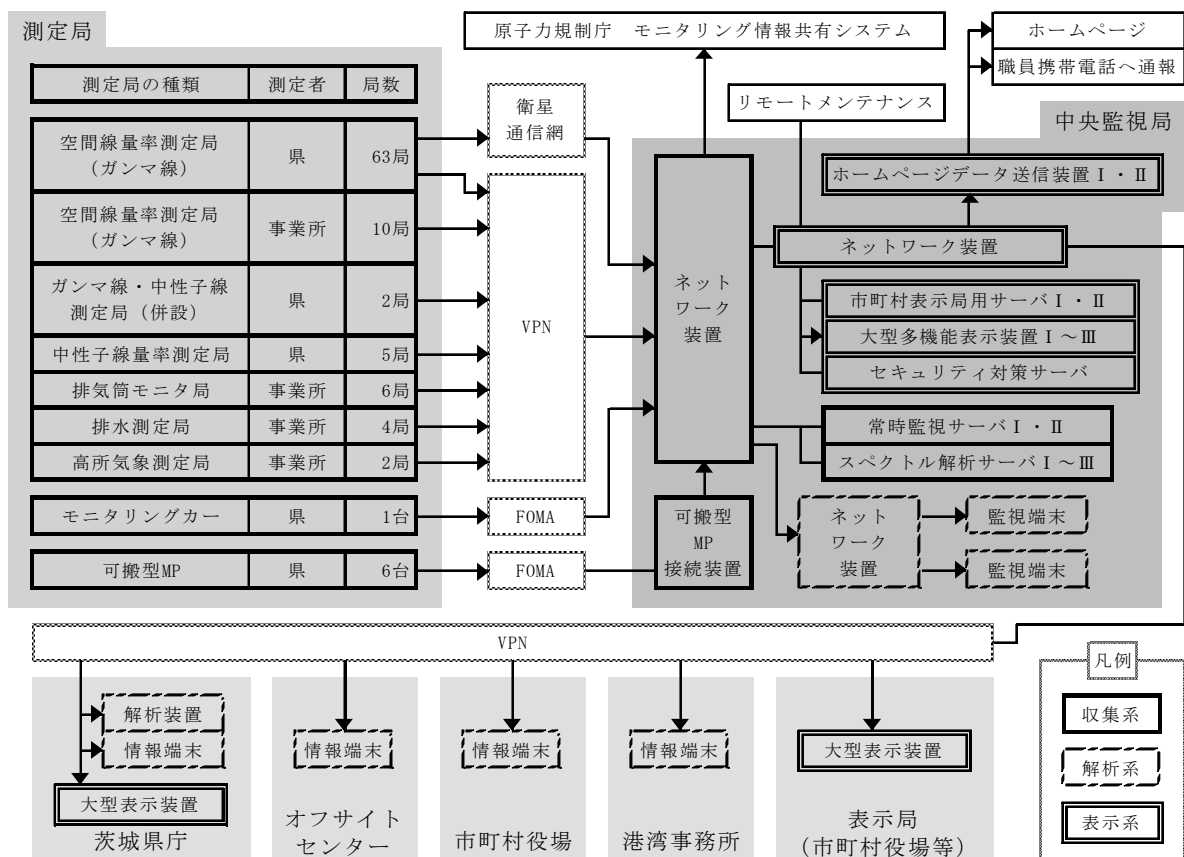 測定局
測定局の種類 測定者 局数
空間線量率測定局
(ガンマ線)
県 63局
空間線量率測定局
(ガンマ線)
事業所 10局
ガンマ線・中性子線
測定局（併設）
県 2局
中性子線量率測定局 県 5局
排気筒モニタ局 事業所 6局
排水測定局 事業所 4局
高所気象測定局 事業所 2局
モニタリングカー 県 1台
可搬型MP 県 6台
衛星
通信網
VPN
FOMA
FOMA
原子力規制庁 モニタリング情報共有システム
ホームページ
職員携帯電話へ通報
リモートメンテナンス
中央監視局
ホームページデータ送信装置Ⅰ・Ⅱ
ネットワーク装置
ネット
ワーク
装置
市町村表示局用サーバⅠ・Ⅱ
大型多機能表示装置Ⅰ～Ⅲ
セキュリティ対策サーバ
常時監視サーバⅠ・Ⅱ
スペクトル解析サーバⅠ～Ⅲ
可搬型
MP
接続装置
ネット
ワーク
装置
監視端末
監視端末
VPN
解析装置
情報端末
大型表示装置
茨城県庁
情報端末
オフサイト
センター
情報端末
市町村役場
情報端末
港湾事務所
大型表示装置
表示局
(市町村役場等)
凡例
収集系
解析系
表示系